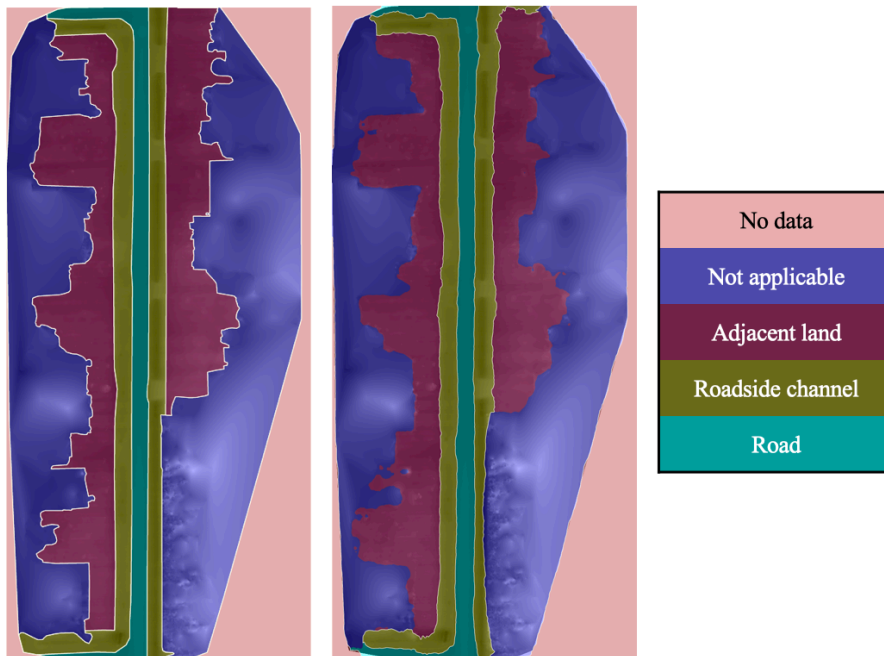 No data
Not applicable
Adjacent land
Roadside channel
Road